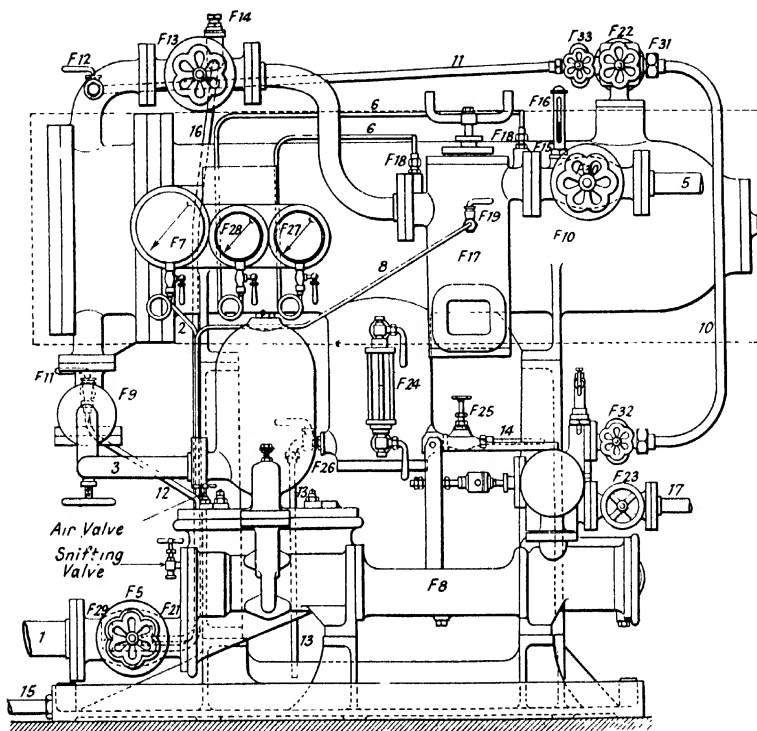 F14
F13
F12
F33
F22
F31
11
F16
16
6
6
F18
F18
F15
F30
5
F19
F7
F28
F27
F10
F17
8
2
10
F11
F24
F9
F25
F32
14
3
F26
12
13
F23
17
Air Valve
Snifting
Valve
F5
F8
F29
F21
1
13
15